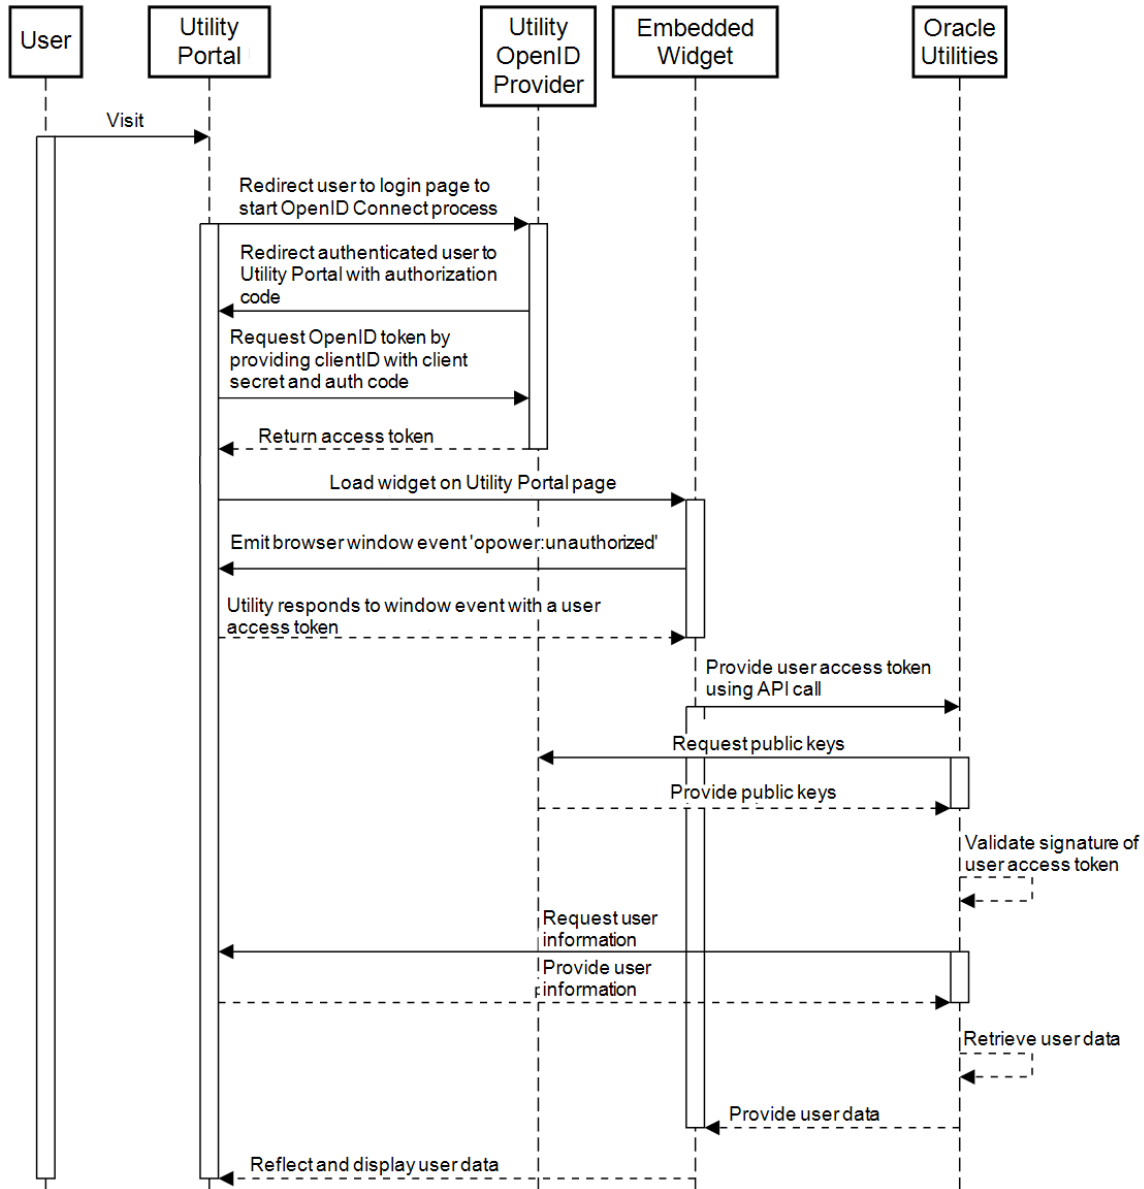 User
Utility
Portal
Utility
OpenID
Provider
Embedded
Widget
Oracle
Utilities
Visit
Redirect user to login page to
start OpenID Connect process
Redirect authenticated user to
Utility Portal with authorization
code
Request OpenID token by
providing clientID with client
secret and auth code
Return access token
Load widget on Utility Portal page
Emit browser window event 'opower:unauthorized'
Utility responds to window event with a user
access token
Provide user access token
using API call
Request public keys
Provide public keys
Validate signature of
user access token
Request user
information
Provide user
information
Retrieve user data
Provide user data
Reflect and display user data